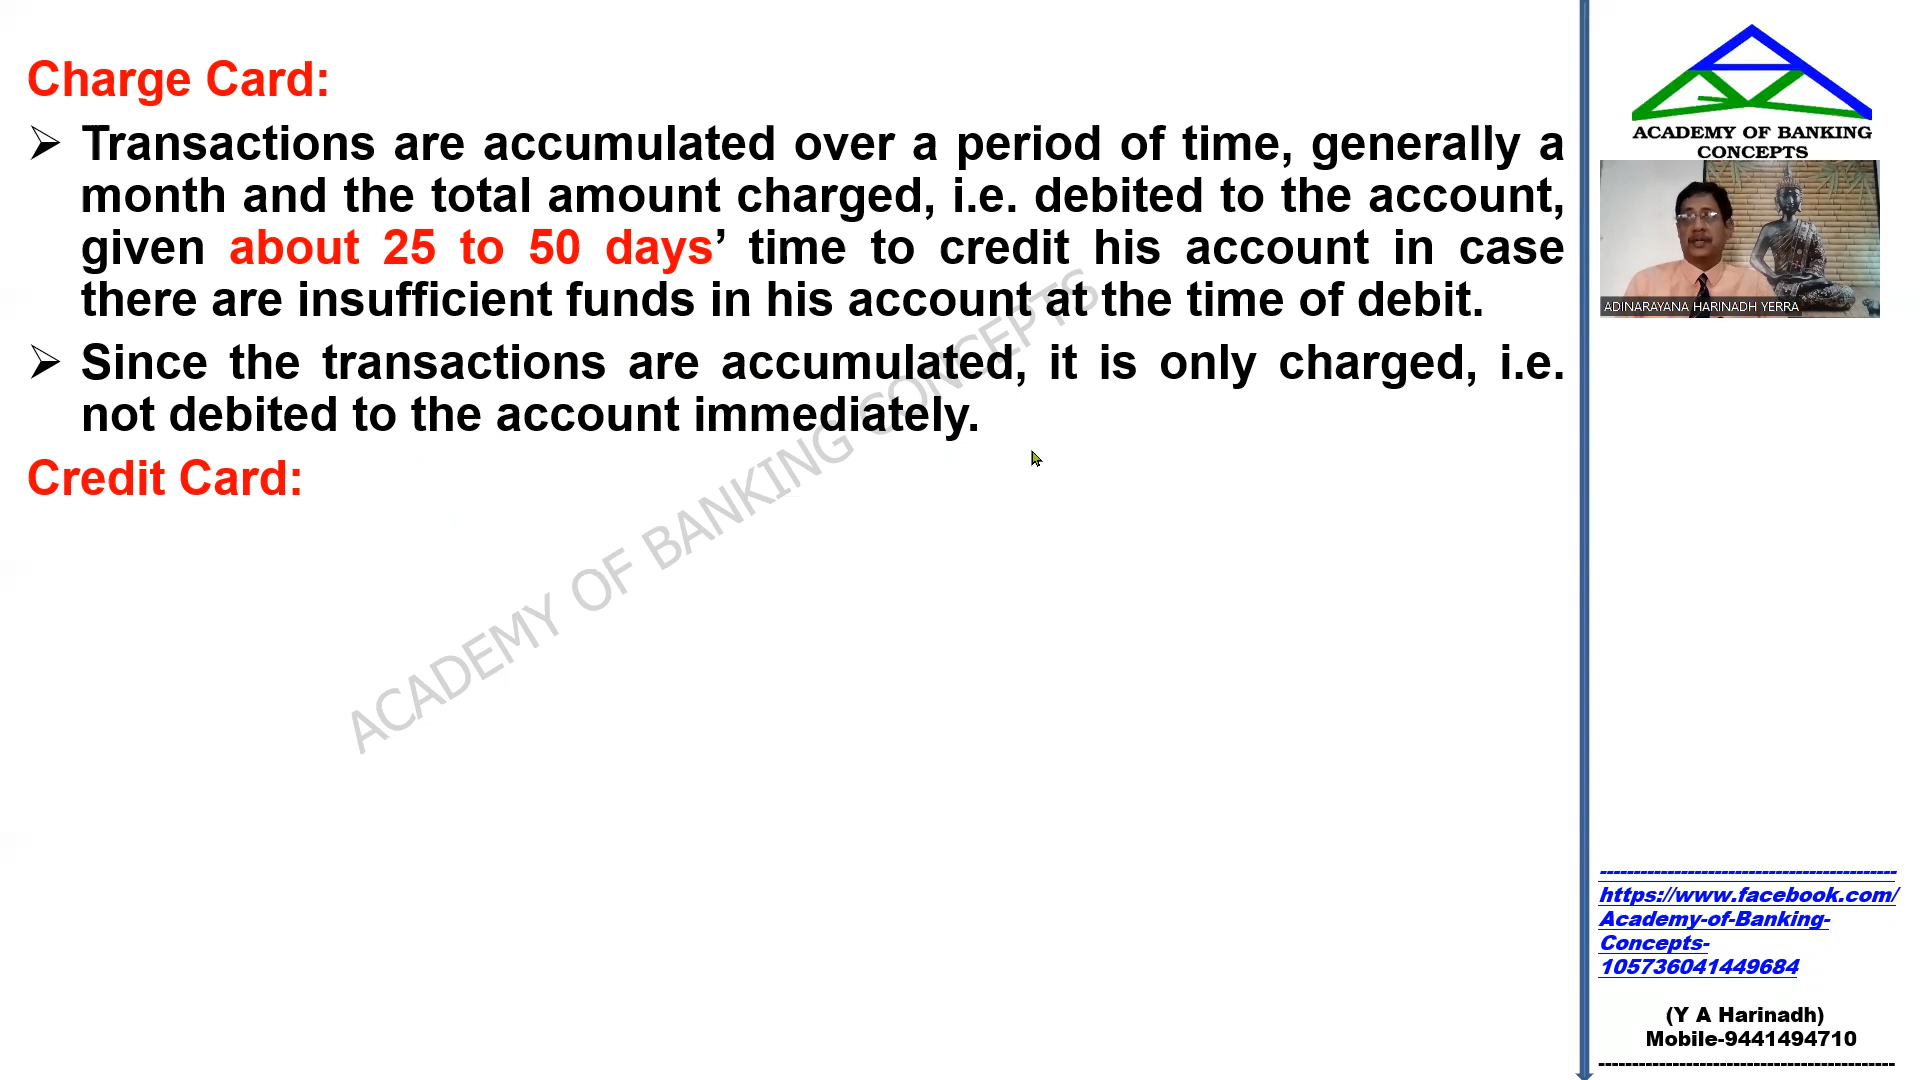 Charge Card:
➢ Transactions are accumulated over a period of time, generally a
month and the total amount charged, i.e. debited to the account,
given about 25 to 50 days’ time to credit his account in case
there are insufficient funds in his account at the time of debit.
➢ Since the transactions are accumulated, it is only charged, i.e.
not debited to the account immediately.
Credit Card:
ACADEMY OF BANKING CONCEPTS
ACADEMY OF BANKING
CONCEPTS
ADINARAYANA HARINADH YERRA
--------------------------------------------
https://www.facebook.com/
Academy-of-Banking-
Concepts-
105736041449684
(Y A Harinadh)
Mobile-9441494710
--------------------------------------------